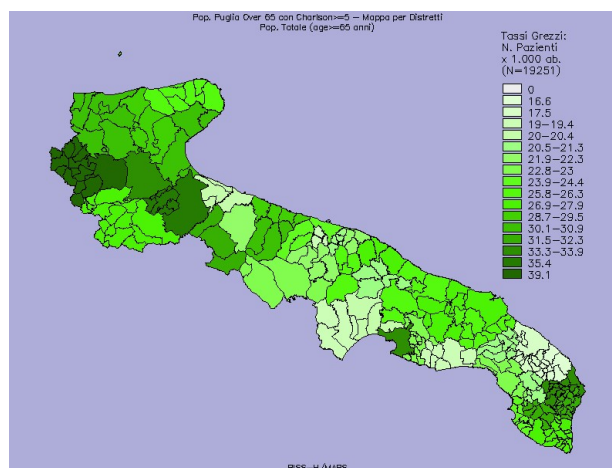 Pop. Puglia Over 65 con Charlson>=5 – Mappa per Distretti
Pop. Totale (age>=65 anni)
Tassi Grezzi:
N. Pazienti
x 1.000 ab.
(N=19251)
0
16.6
17.5
19–19.4
20–20.4
20.5–21.3
21.9–22.3
22.8–23
23.9–24.4
25.8–26.3
26.9–27.9
28.7–29.5
30.1–30.9
31.5–32.3
33.3–33.9
35.4
39.1